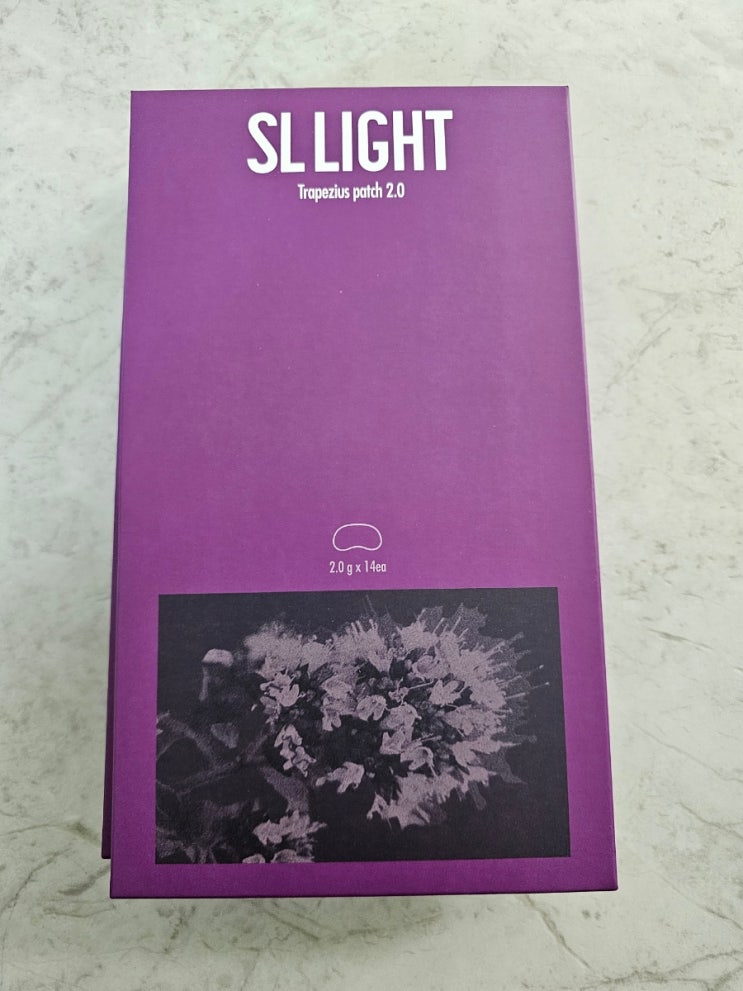 SL LIGHT
Trapezius patch 2.0
2.0 g x 14ea